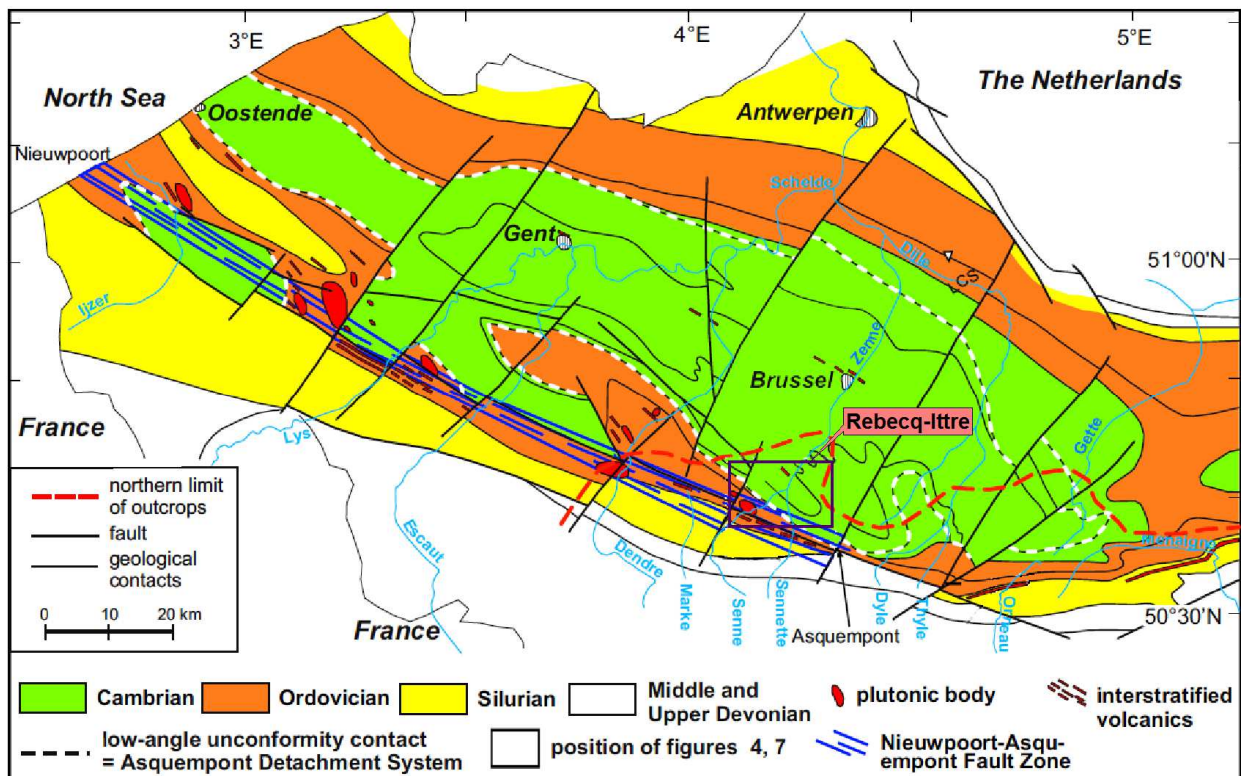 3°E
4°E
5°E
North Sea
Oostende
Antwerpen
The Netherlands
Nieuwpoort
Schelde
Gent
Dijle
51°00'N
CS
Ijzer
Zenne
Brussel
Rebecq-Ittre
Gette
France
Lys
northern limit
of outcrops
fault
geological
contacts
0 10 20 km
Escaut
Dendre
Marke
Senne
Sennette
Dyle
Thyle
Orneau
Mehaigne
50°30'N
Asquempont
France
Cambrian
Ordovician
Silurian
Middle and
Upper Devonian
plutonic body
interstratified
volcanics
low-angle unconformity contact
= Asquempont Detachment System
position of figures 4, 7
Nieuwpoort-Asqu-
empont Fault Zone